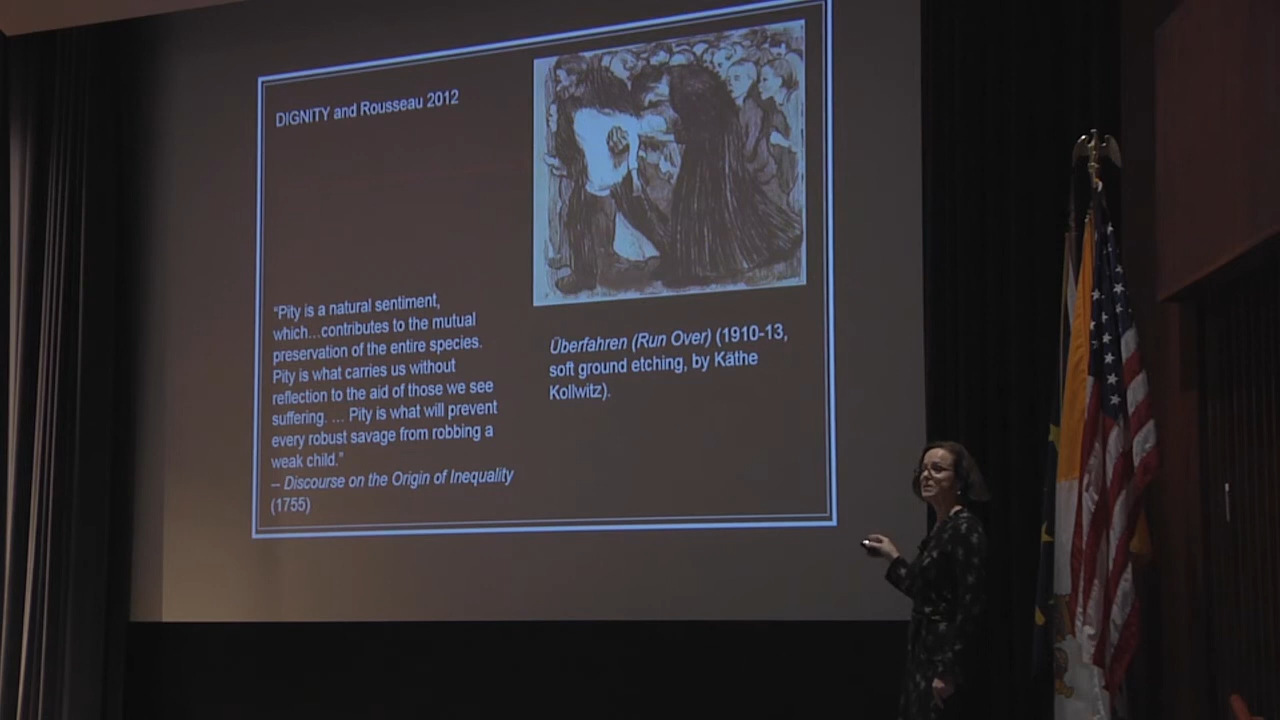 DIGNITY and Rousseau 2012
“Pity is a natural sentiment,
which…contributes to the mutual
preservation of the entire species.
Pity is what carries us without
reflection to the aid of those we see
suffering. … Pity is what will prevent
every robust savage from robbing a
weak child.”
– Discourse on the Origin of Inequality
(1755)
Überfahren (Run Over) (1910-13,
soft ground etching, by Käthe
Kollwitz).